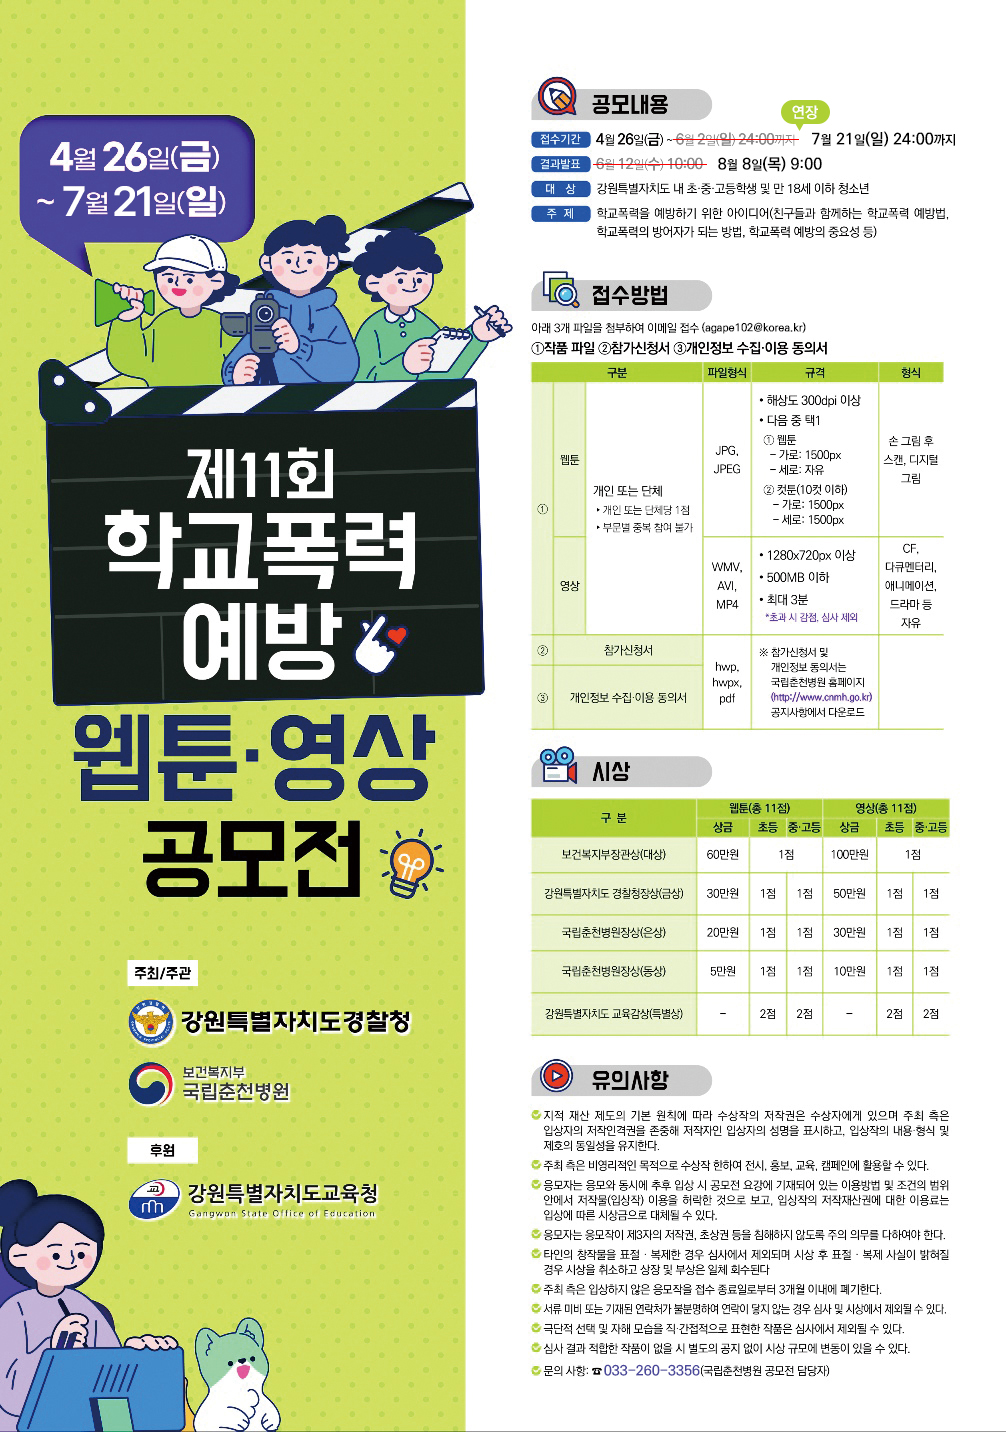 4월 26일(금)
~ 7월 21일(일)
제11회
학교폭력
예방
웹툰·영상
공모전
주최/주관
강원특별자치도경찰청
보건복지부
국립춘천병원
후원
강원특별자치도교육청
Gangwon State Office of Education
공모내용
연장
접수기간 4월 26일(금) ~ 6월 2일(일) 24:00까지 7월 21일(일) 24:00까지
결과발표 6월 12일(수) 10:00 8월 8일(목) 9:00
대 상 강원특별자치도 내 초·중·고등학생 및 만 18세 이하 청소년
주 제 학교폭력을 예방하기 위한 아이디어(친구들과 함께하는 학교폭력 예방법,
학교폭력의 방어자가 되는 방법, 학교폭력 예방의 중요성 등)
접수방법
아래 3개 파일을 첨부하여 이메일 접수 (agape102@korea.kr)
①작품 파일 ②참가신청서 ③개인정보 수집·이용 동의서
구분 파일형식 규격 형식
①
웹툰
개인 또는 단체
▸개인 또는 단체당 1점
▸부문별 중복 참여 불가
JPG,
JPEG
• 해상도 300dpi 이상
• 다음 중 택1
① 웹툰
– 가로: 1500px
– 세로: 자유
② 컷툰(10컷 이하)
– 가로: 1500px
– 세로: 1500px
손 그림 후
스캔, 디지털
그림
영상
WMV,
AVI,
MP4
• 1280x720px 이상
• 500MB 이하
• 최대 3분
*초과 시 감점, 심사 제외
CF,
다큐멘터리,
애니메이션,
드라마 등
자유
② 참가신청서
③ 개인정보 수집·이용 동의서
hwp,
hwpx,
pdf
※ 참가신청서 및
개인정보 동의서는
국립춘천병원 홈페이지
(http://www.cnmh.go.kr)
공지사항에서 다운로드
시상
구 분 웹툰(총 11점) 영상(총 11점)
상금 초등 중·고등 상금 초등 중·고등
보건복지부장관상(대상) 60만원 1점 100만원 1점
강원특별자치도 경찰청장상(금상) 30만원 1점 1점 50만원 1점 1점
국립춘천병원장상(은상) 20만원 1점 1점 30만원 1점 1점
국립춘천병원장상(동상) 5만원 1점 1점 10만원 1점 1점
강원특별자치도 교육감상(특별상) – 2점 2점 – 2점 2점
유의사항
지적 재산 제도의 기본 원칙에 따라 수상작의 저작권은 수상자에게 있으며 주최 측은
입상자의 저작인격권을 존중해 저작자인 입상자의 성명을 표시하고, 입상작의 내용·형식 및
제호의 동일성을 유지한다.
주최 측은 비영리적인 목적으로 수상작 한하여 전시, 홍보, 교육, 캠페인에 활용할 수 있다.
응모자는 응모와 동시에 추후 입상 시 공모전 요강에 기재되어 있는 이용방법 및 조건의 범위
안에서 저작물(입상작) 이용을 허락한 것으로 보고, 입상작의 저작재산권에 대한 이용료는
입상에 따른 시상금으로 대체될 수 있다.
응모자는 응모작이 제3자의 저작권, 초상권 등을 침해하지 않도록 주의 의무를 다하여야 한다.
타인의 창작물을 표절 · 복제한 경우 심사에서 제외되며 시상 후 표절 · 복제 사실이 밝혀질
경우 시상을 취소하고 상장 및 부상은 일체 회수된다
주최 측은 입상하지 않은 응모작을 접수 종료일로부터 3개월 이내에 폐기한다.
서류 미비 또는 기재된 연락처가 불분명하여 연락이 닿지 않는 경우 심사 및 시상에서 제외될 수 있다.
극단적 선택 및 자해 모습을 직·간접적으로 표현한 작품은 심사에서 제외될 수 있다.
심사 결과 적합한 작품이 없을 시 별도의 공지 없이 시상 규모에 변동이 있을 수 있다.
문의 사항: ☎033-260-3356(국립춘천병원 공모전 담당자)